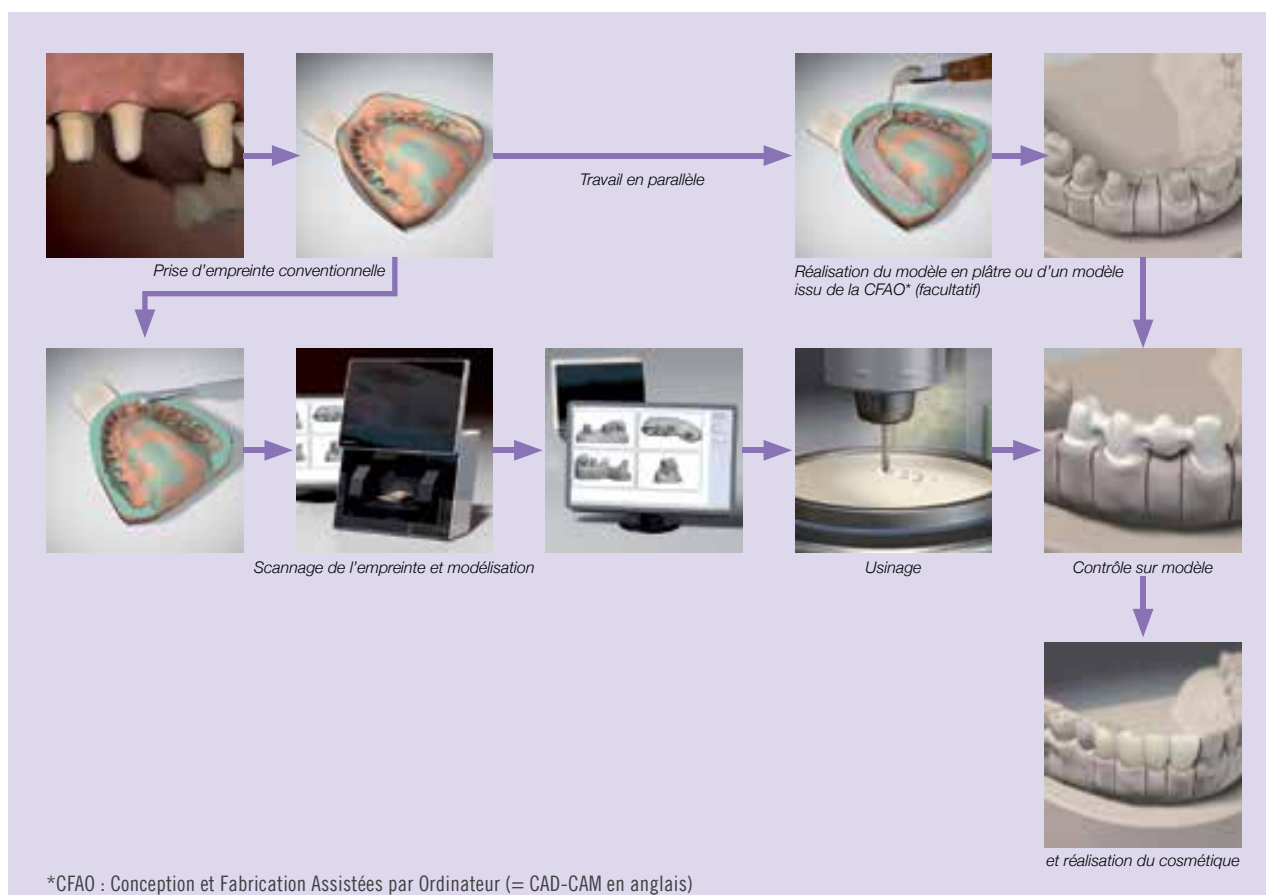 Travail en parallèle
Prise d'empreinte conventionnelle
Réalisation du modèle en plâtre ou d'un modèle
issu de la CFAO* (facultatif)
Scannage de l'empreinte et modélisation
Usinage
Contrôle sur modèle
et réalisation du cosmétique
*CFAO : Conception et Fabrication Assistées par Ordinateur (= CAD-CAM en anglais)